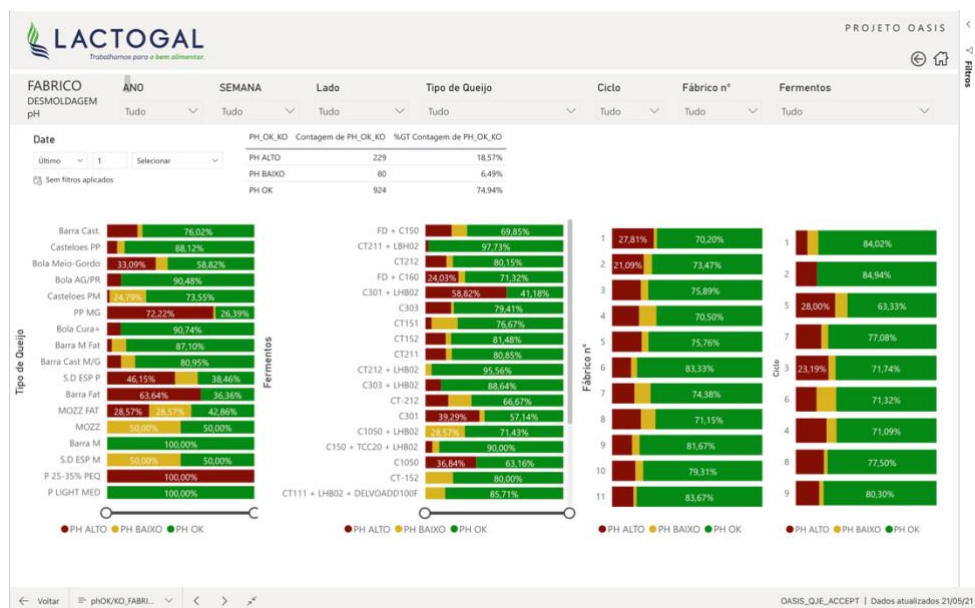 PROJETO OASIS
LACTOGAL
Trabalhamos para o bem alimentar.
Filtros
FABRICO
DESMOLDAGEM
pH
ANO SEMANA Lado Tipo de Queijo Ciclo Fábrico nº Fermentos
Tudo Tudo Tudo Tudo Tudo Tudo Tudo
Date
Último 1 Selecionar
Sem filtros aplicados
PH_OK_KO Contagem de PH_OK_KO %GT Contagem de PH_OK_KO
PH ALTO 229 18,57%
PH BAIXO 80 6,49%
PH OK 924 74,94%
Tipo de Queijo
Barra Cast. 76,02%
Casteloes PP 88,12%
Bola Meio-Gordo 33,09% 58,82%
Bola AG/PR 90,48%
Casteloes PM 24,79% 73,55%
PP MG 72,22% 26,39%
Bola Cura+ 90,74%
Barra M Fat 87,10%
Barra Cast M/G 80,95%
S.D ESP P 46,15% 38,46%
Barra Fat 63,64% 36,36%
MOZZ FAT 28,57% 28,57% 42,86%
MOZZ 50,00% 50,00%
Barra M 100,00%
S.D ESP M 50,00% 50,00%
P 25-35% PEQ 100,00%
P LIGHT MED 100,00%
PH ALTO PH BAIXO PH OK
Fermentos
FD + C150 69,85%
CT211 + LBH02 97,73%
CT212 80,15%
FD + C160 24,03% 71,32%
C301 + LHB02 58,82% 41,18%
C303 79,41%
CT151 76,67%
CT152 81,48%
CT211 80,85%
CT212 + LHB02 95,56%
C303 + LHB02 88,64%
CT-212 66,67%
C301 39,29% 57,14%
C1050 + LHB02 28,57% 71,43%
C150 + TCC20 + LHB02 90,00%
C1050 36,84% 63,16%
CT-152 80,00%
CT111 + LHB02 + DELVOADD100F 85,71%
PH ALTO PH BAIXO PH OK
Fábrico nº
1 27,81% 70,20%
2 21,09% 73,47%
3 75,89%
4 70,50%
5 75,76%
6 83,33%
7 74,38%
8 71,15%
9 81,67%
10 79,31%
11 83,67%
PH ALTO PH BAIXO PH OK
Ciclo
1 84,02%
2 84,94%
5 28,00% 63,33%
7 77,08%
3 23,19% 71,74%
6 71,32%
4 71,09%
8 77,50%
9 80,30%
PH ALTO PH BAIXO PH OK
Voltar phOK/KO_FABRI... OASIS_QJE_ACCEPT | Dados atualizados 21/05/21